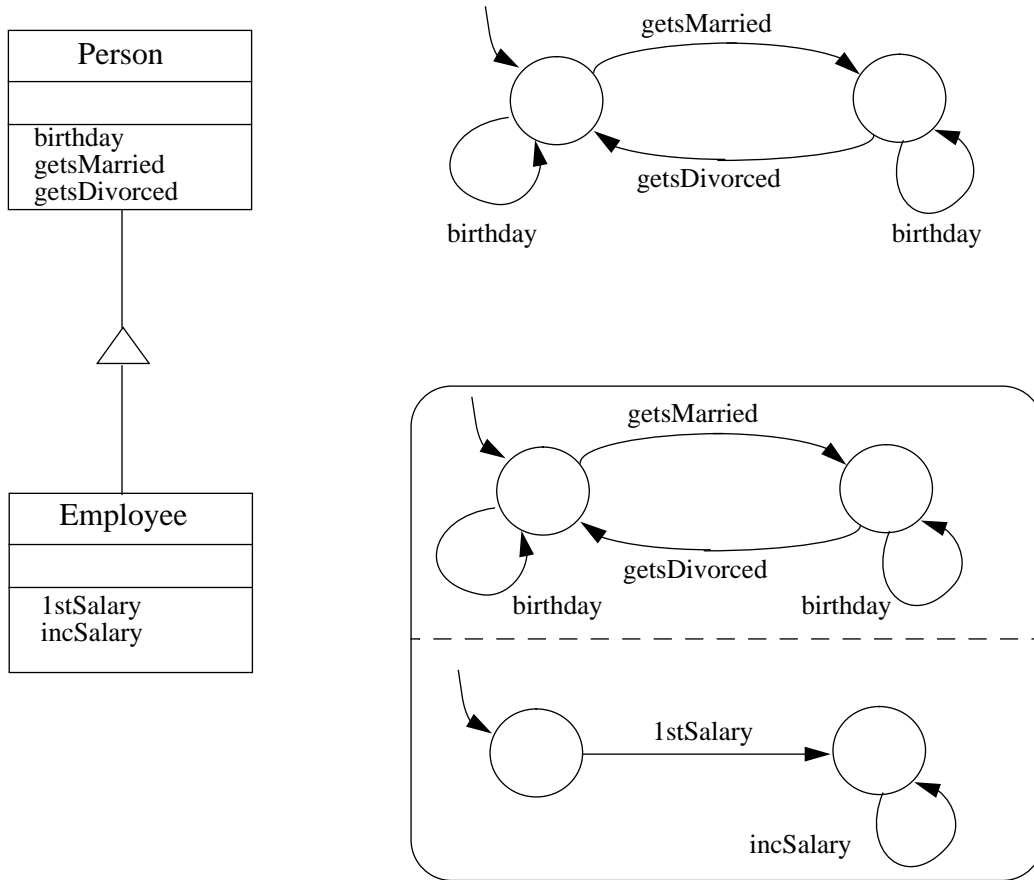 Person
birthday
getsMarried
getsDivorced
getsMarried
getsDivorced
birthday
birthday
Employee
1stSalary
incSalary
getsMarried
getsDivorced
birthday
birthday
1stSalary
incSalary